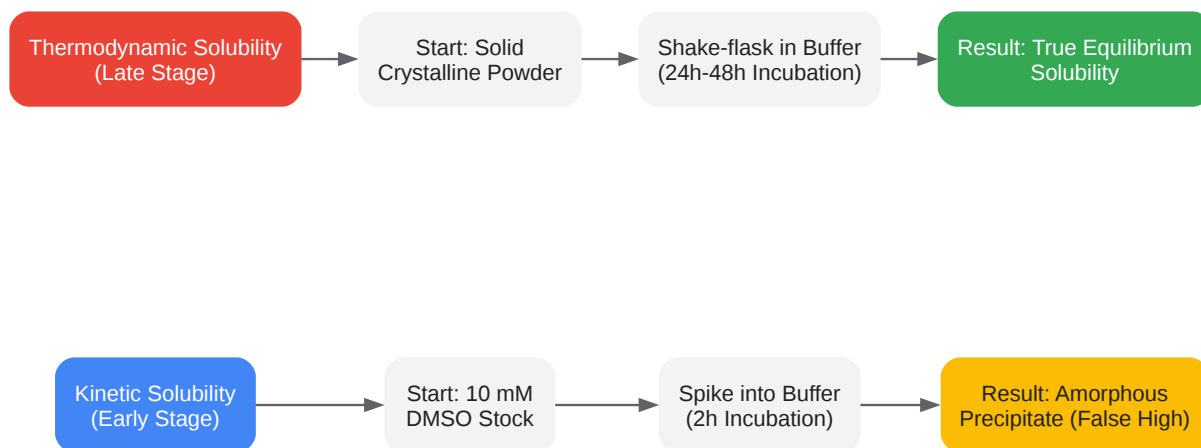 Thermodynamic Solubility
(Late Stage)
Start: Solid
Crystalline Powder
Shake-flask in Buffer
(24h-48h Incubation)
Result: True Equilibrium
Solubility
Kinetic Solubility
(Early Stage)
Start: 10 mM
DMSO Stock
Spike into Buffer
(2h Incubation)
Result: Amorphous
Precipitate (False High)